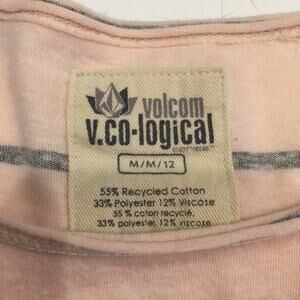 volcom
V.CO-logical
M/M/12
55% Recycled Cotton
33% Polyester 12% Viscose
55 % coton recyclé,
33% polyester 12% viscose